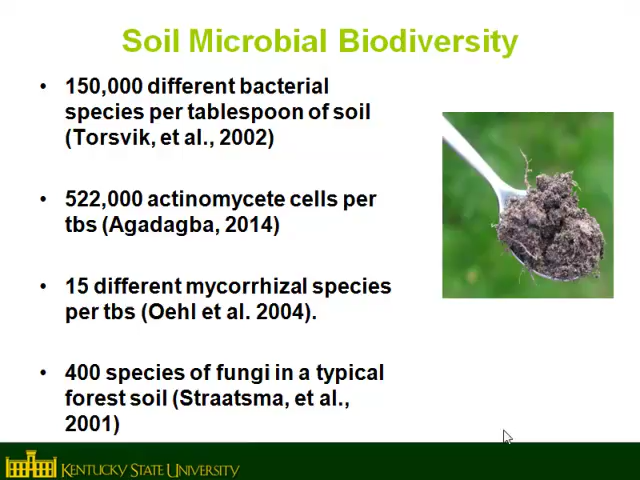 Soil Microbial Biodiversity
• 150,000 different bacterial
species per tablespoon of soil
(Torsvik, et al., 2002)
• 522,000 actinomycete cells per
tbs (Agadagba, 2014)
• 15 different mycorrhizal species
per tbs (Oehl et al. 2004).
• 400 species of fungi in a typical
forest soil (Straatsma, et al.,
2001)
KENTUCKY STATE UNIVERSITY